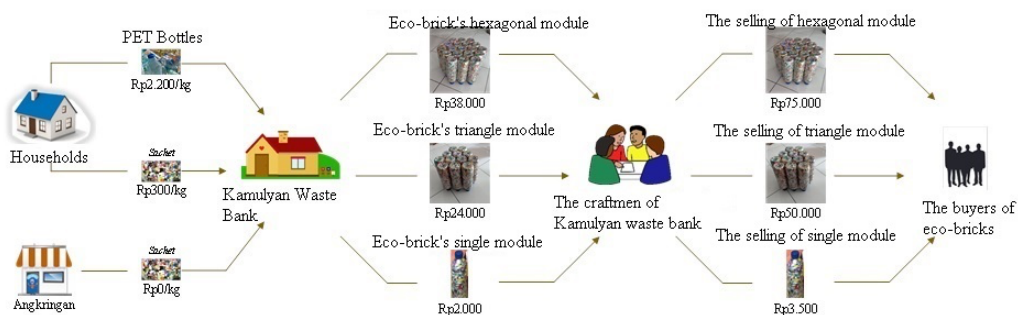 PET Bottles
Rp2.200/kg
Households
Sachet
Rp300/kg
Sachet
Rp0/kg
Angkringan
Kamulyan Waste
Bank
Eco-brick's hexagonal module
Rp38.000
Eco-brick's triangle module
Rp24.000
Eco-brick's single module
Rp2.000
The craftmen of
Kamulyan waste bank
The selling of hexagonal module
Rp75.000
The selling of triangle module
Rp50.000
The selling of single module
Rp3.500
The buyers of
eco-bricks